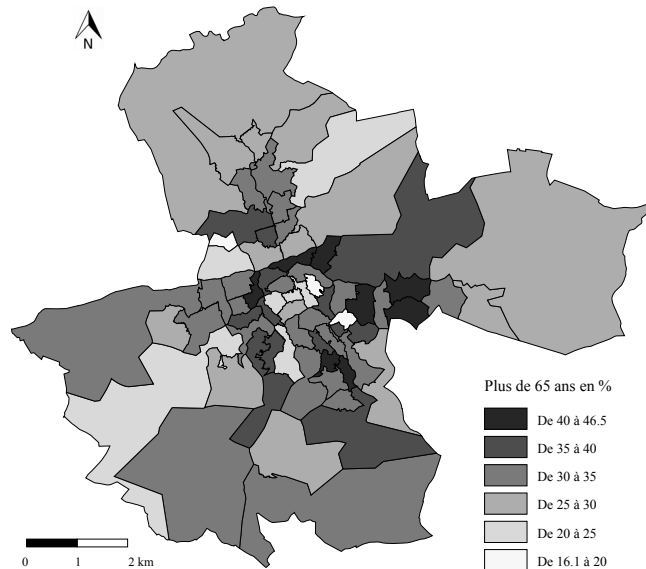 N
Plus de 65 ans en %
De 40 à 46.5
De 35 à 40
De 30 à 35
De 25 à 30
De 20 à 25
De 16.1 à 20
0 1 2 km